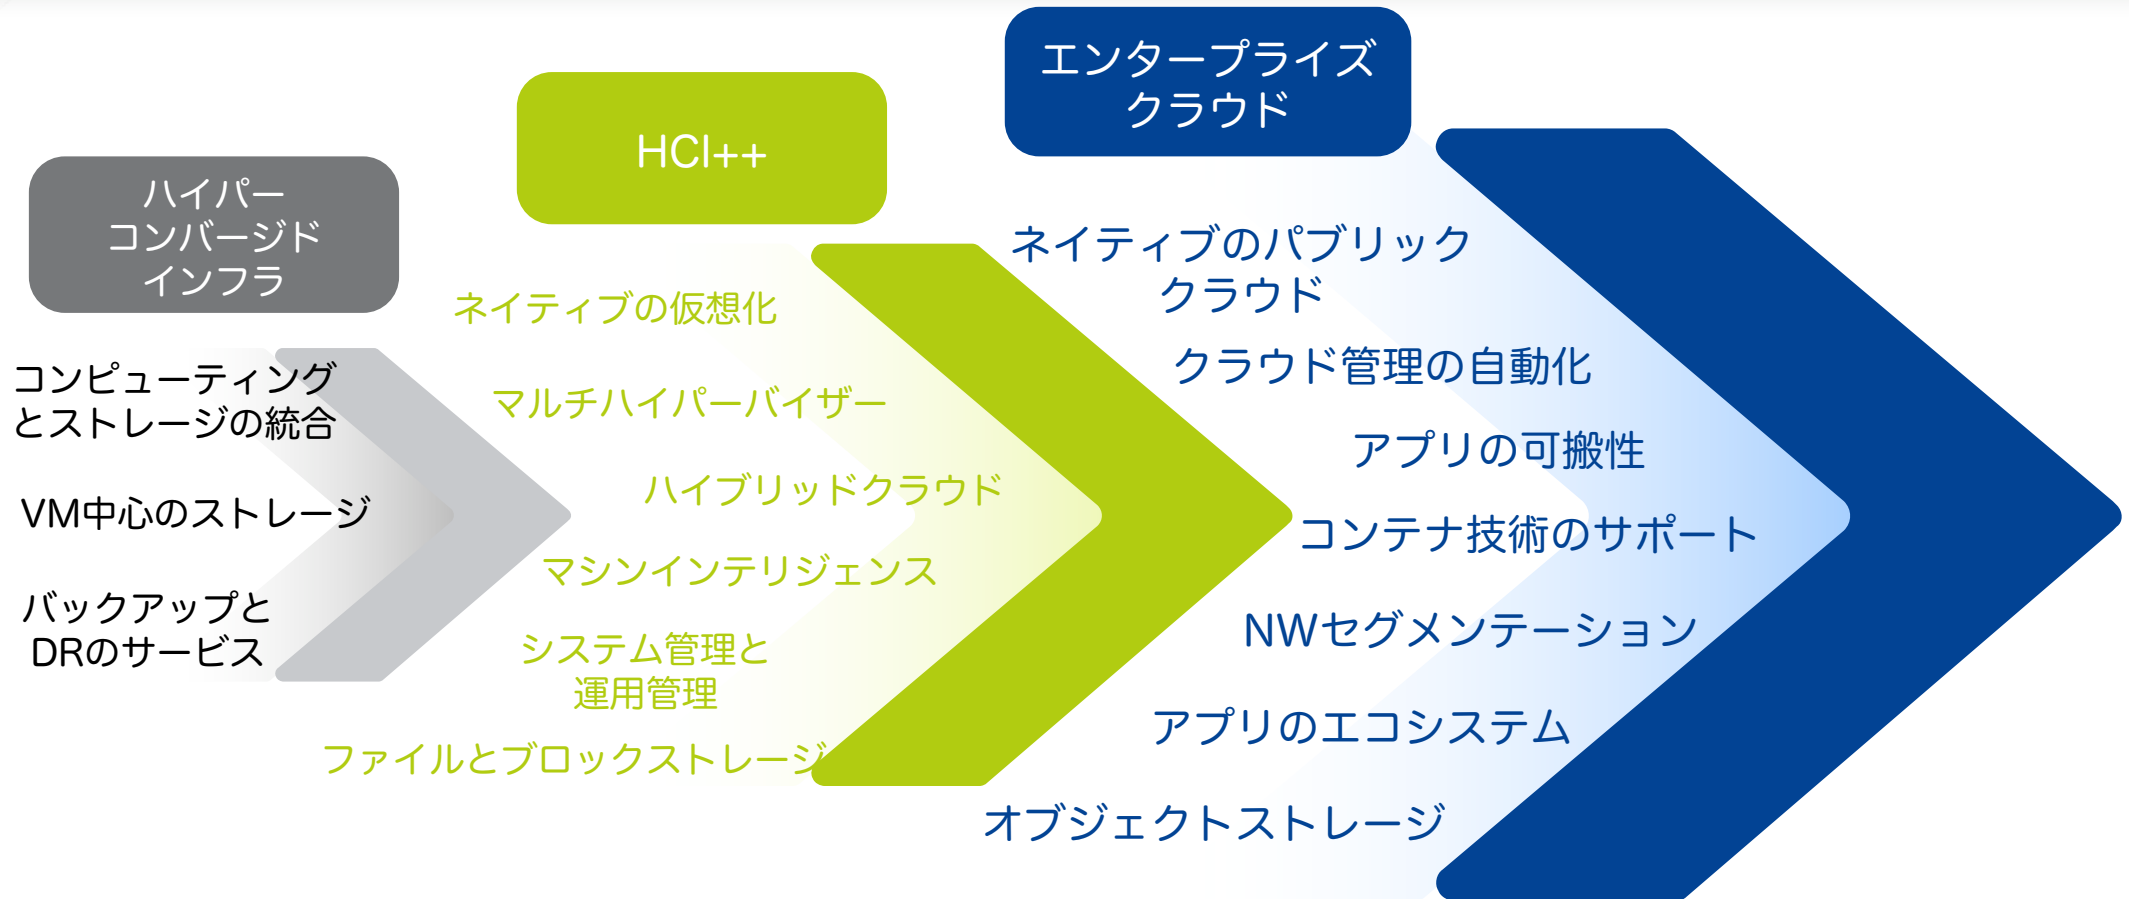 ハイパー
コンバージド
インフラ
コンピューティング
とストレージの統合
VM中心のストレージ
バックアップと
DRのサービス
HCI++
ネイティブの仮想化
マルチハイパーバイザー
ハイブリッドクラウド
マシンインテリジェンス
システム管理と
運用管理
ファイルとブロックストレージ
エンタープライズ
クラウド
ネイティブのパブリック
クラウド
クラウド管理の自動化
アプリの可搬性
コンテナ技術のサポート
NWセグメンテーション
アプリのエコシステム
オブジェクトストレージ